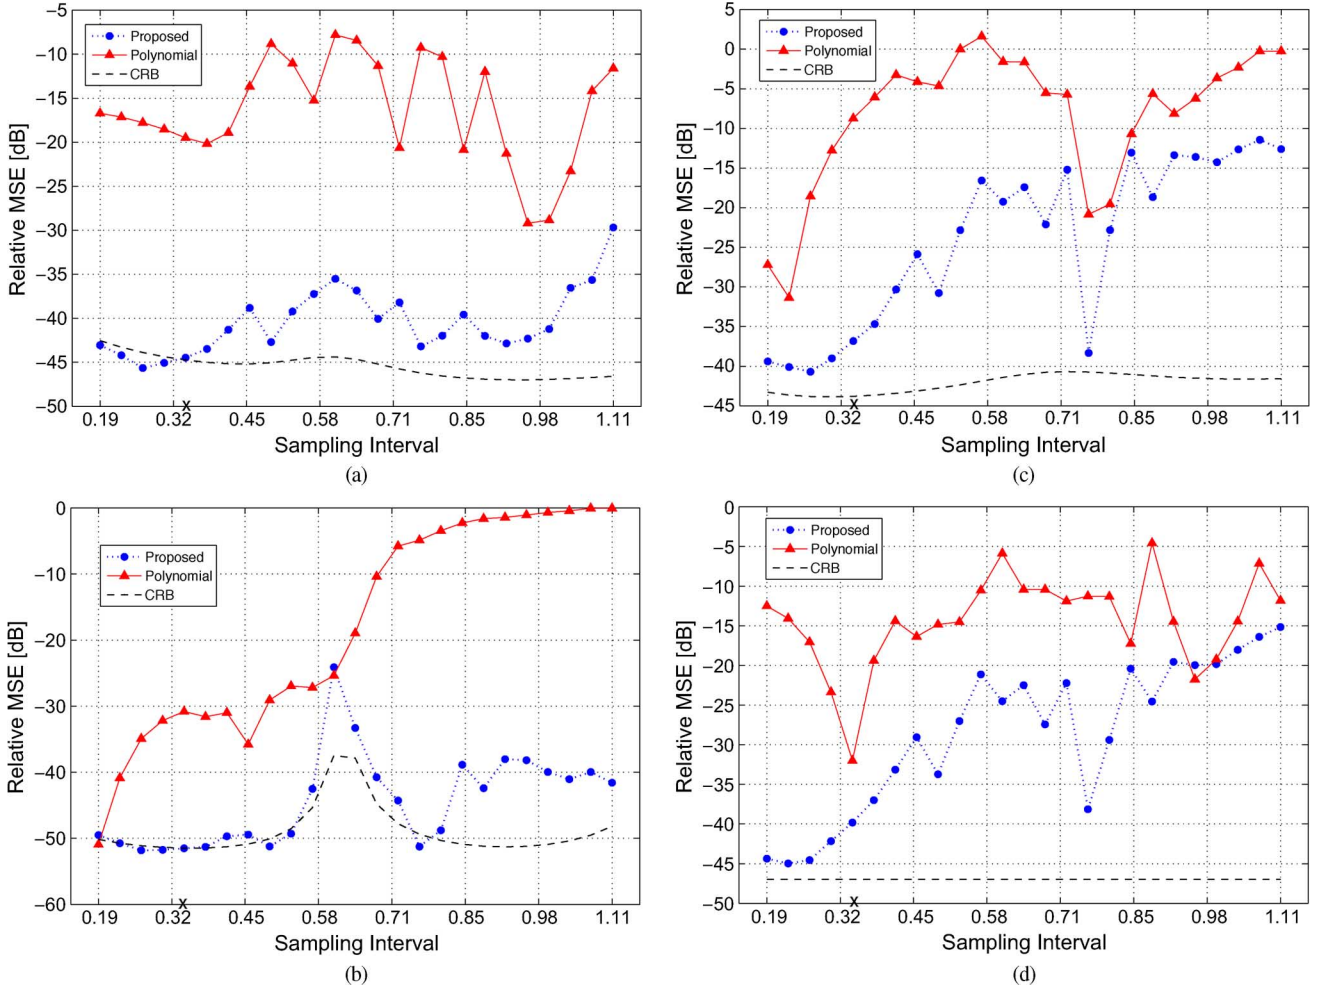 −5
−10
−15
−20
−25
−30
−35
−40
−45
−50
Relative MSE [dB]
Proposed
Polynomial
CRB
x
0.19 0.32 0.45 0.58 0.71 0.85 0.98 1.11
Sampling Interval
(a)
5
0
−5
−10
−15
−20
−25
−30
−35
−40
−45
Relative MSE [dB]
Proposed
Polynomial
CRB
x
0.19 0.32 0.45 0.58 0.71 0.85 0.98 1.11
Sampling Interval
(c)
0
−10
−20
−30
−40
−50
−60
Relative MSE [dB]
Proposed
Polynomial
CRB
x
0.19 0.32 0.45 0.58 0.71 0.85 0.98 1.11
Sampling Interval
(b)
0
−5
−10
−15
−20
−25
−30
−35
−40
−45
−50
Relative MSE [dB]
Proposed
Polynomial
CRB
x
0.19 0.32 0.45 0.58 0.71 0.85 0.98 1.11
Sampling Interval
(d)